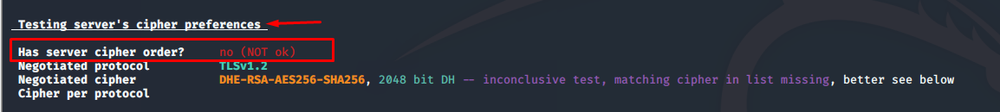 Testing server's cipher preferences
Has server cipher order? no (NOT ok)
Negotiated protocol TLSv1.2
Negotiated cipher DHE-RSA-AES256-SHA256, 2048 bit DH -- inconclusive test, matching cipher in list missing, better see below
Cipher per protocol